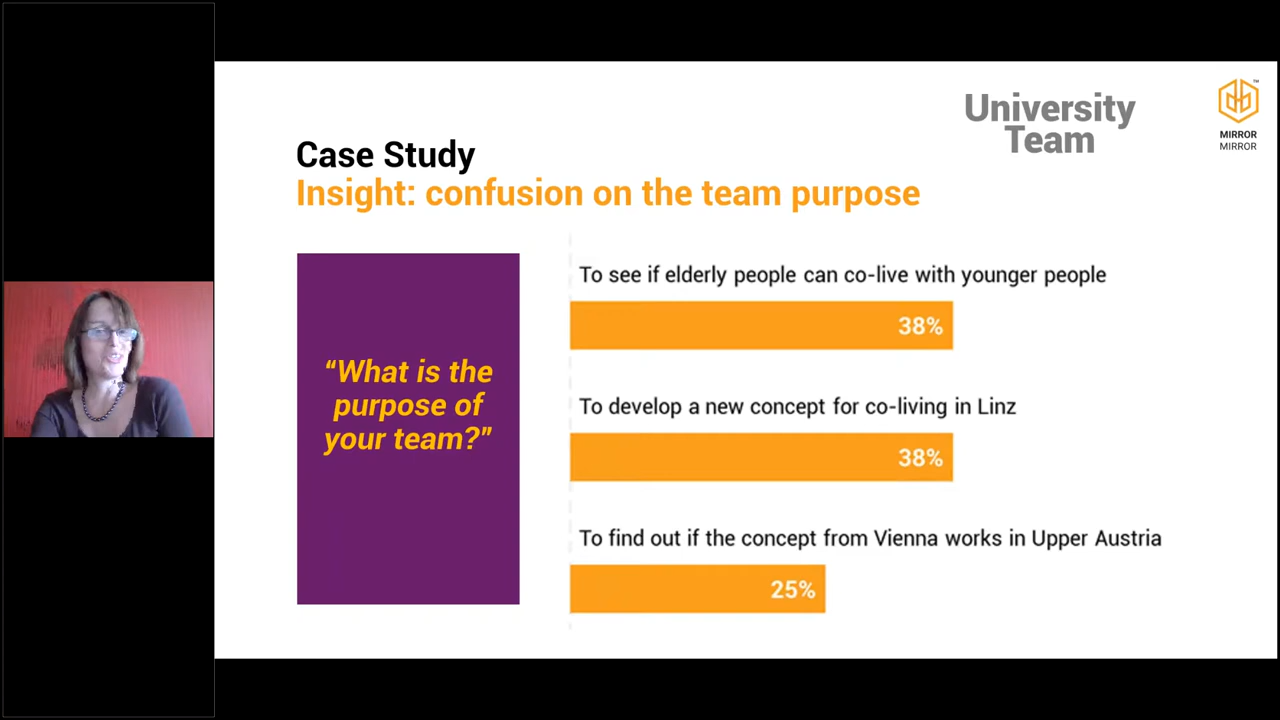 University
Team
MIRROR
MIRROR
Case Study
Insight: confusion on the team purpose
“What is the
purpose of
your team?”
To see if elderly people can co-live with younger people
38%
To develop a new concept for co-living in Linz
38%
To find out if the concept from Vienna works in Upper Austria
25%